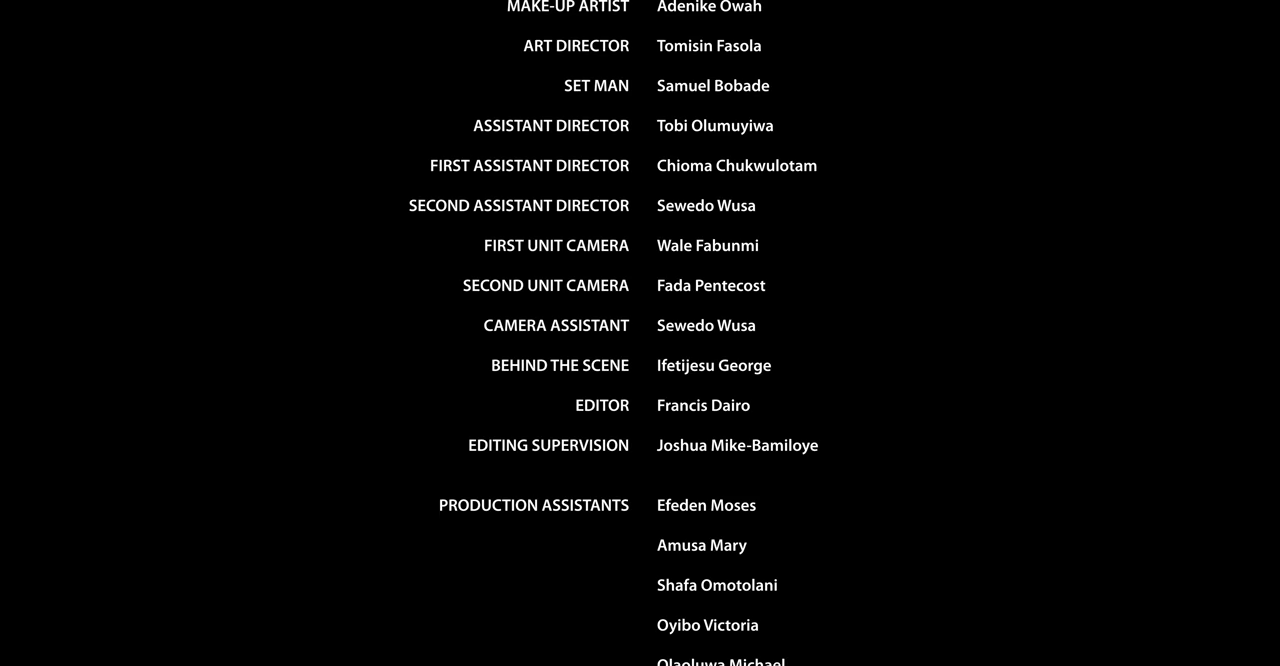 MAKE-UP ARTIST Adenike Owah
ART DIRECTOR Tomisin Fasola
SET MAN Samuel Bobade
ASSISTANT DIRECTOR Tobi Olumuyiwa
FIRST ASSISTANT DIRECTOR Chioma Chukwulotam
SECOND ASSISTANT DIRECTOR Sewedo Wusa
FIRST UNIT CAMERA Wale Fabunmi
SECOND UNIT CAMERA Fada Pentecost
CAMERA ASSISTANT Sewedo Wusa
BEHIND THE SCENE Ifetijesu George
EDITOR Francis Dairo
EDITING SUPERVISION Joshua Mike-Bamiloye
PRODUCTION ASSISTANTS Efeden Moses
Amusa Mary
Shafa Omotolani
Oyibo Victoria
Olaoluwa Michael